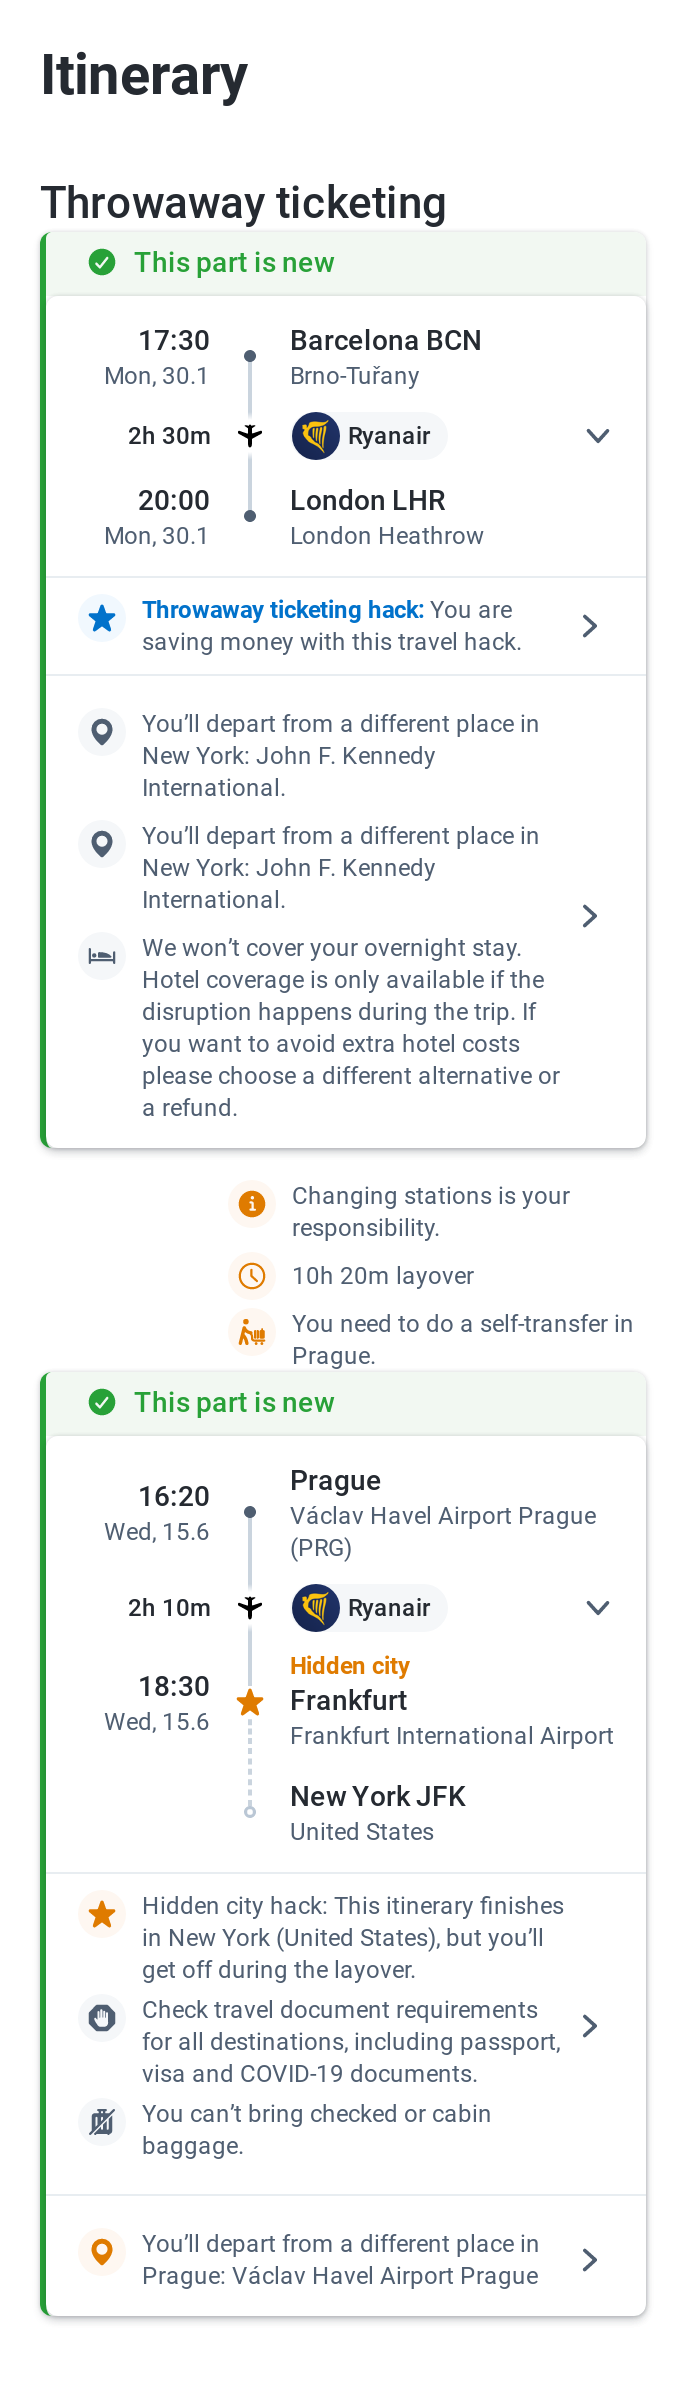 Itinerary
Throwaway ticketing
This part is new
17:30
Mon, 30.1
Barcelona BCN
Brno-Tuřany
2h 30m
Ryanair
20:00
Mon, 30.1
London LHR
London Heathrow
Throwaway ticketing hack: You are
saving money with this travel hack.
You’ll depart from a different place in
New York: John F. Kennedy
International.
You’ll depart from a different place in
New York: John F. Kennedy
International.
We won’t cover your overnight stay.
Hotel coverage is only available if the
disruption happens during the trip. If
you want to avoid extra hotel costs
please choose a different alternative or
a refund.
Changing stations is your
responsibility.
10h 20m layover
You need to do a self-transfer in
Prague.
This part is new
16:20
Wed, 15.6
Prague
Václav Havel Airport Prague
(PRG)
2h 10m
Ryanair
18:30
Wed, 15.6
Hidden city
Frankfurt
Frankfurt International Airport
New York JFK
United States
Hidden city hack: This itinerary finishes
in New York (United States), but you’ll
get off during the layover.
Check travel document requirements
for all destinations, including passport,
visa and COVID-19 documents.
You can’t bring checked or cabin
baggage.
You’ll depart from a different place in
Prague: Václav Havel Airport Prague